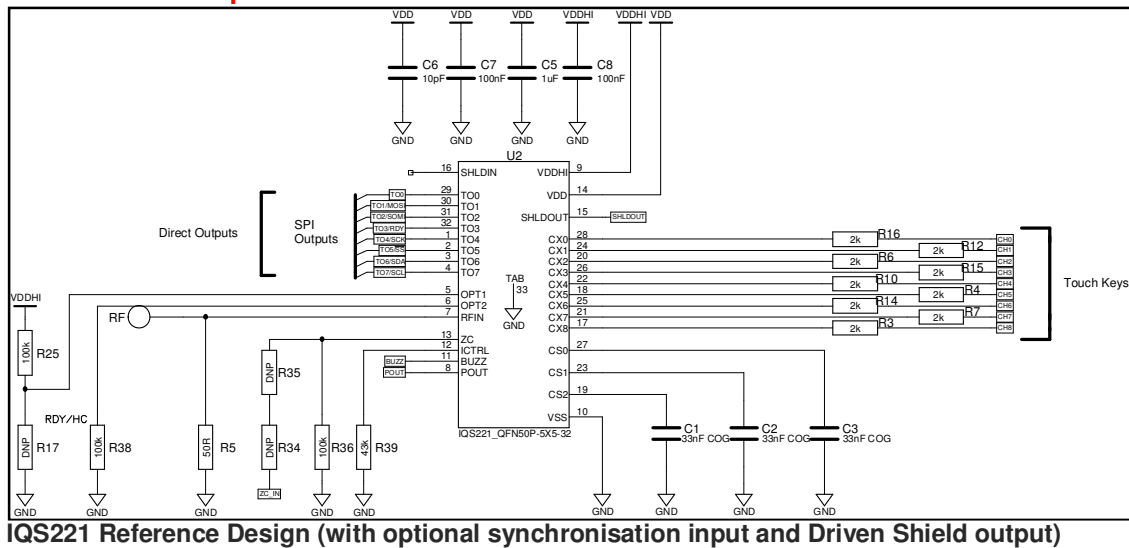 VDD VDD VDD VDDHI VDDHI VDD
C6 10pF
C7 100nF
C5 1uF
C8 100nF
GND GND GND GND
U2
16 SHLDIN
VDDHI 9
VDD 14
SHLDOUT 15 SHLDOUT
Direct Outputs
SPI
Outputs
TO0 29 TO0
TO1/MOSI 30 TO1
TO2/SOMI 31 TO2
TO3/RDY 32 TO3
TO4/SCK 1 TO4
TO5/SS 2 TO5
TO6/SDA 3 TO6
TO7/SCL 4 TO7
CX0 28 2k R16 CH0
CX1 24 2k R12 CH1
CX2 20 2k R6 CH2
CX3 26 2k R15 CH3
CX4 22 2k R10 CH4
CX5 18 2k R4 CH5
CX6 25 2k R14 CH6
CX7 21 2k R7 CH7
CX8 17 2k R3 CH8
Touch Keys
TAB
33
GND
VDDHI
5 OPT1
6 OPT2
RF 7 RFIN
13 ZC
12 ICTRL
BUZZ 11 BUZZ
POUT 8 POUT
CS0 27
CS1 23
CS2 19
VSS 10
IQS221_QFN50P-5X5-32
100k R25
DNP R35
RDY/HC
DNP R17
100k R38
50R R5
DNP R34
100k R36
43k R39
ZC_IN
C1
33nF COG
C2
33nF COG
C3
33nF COG
GND GND GND GND GND GND GND GND GND
IQS221 Reference Design (with optional synchronisation input and Driven Shield output)